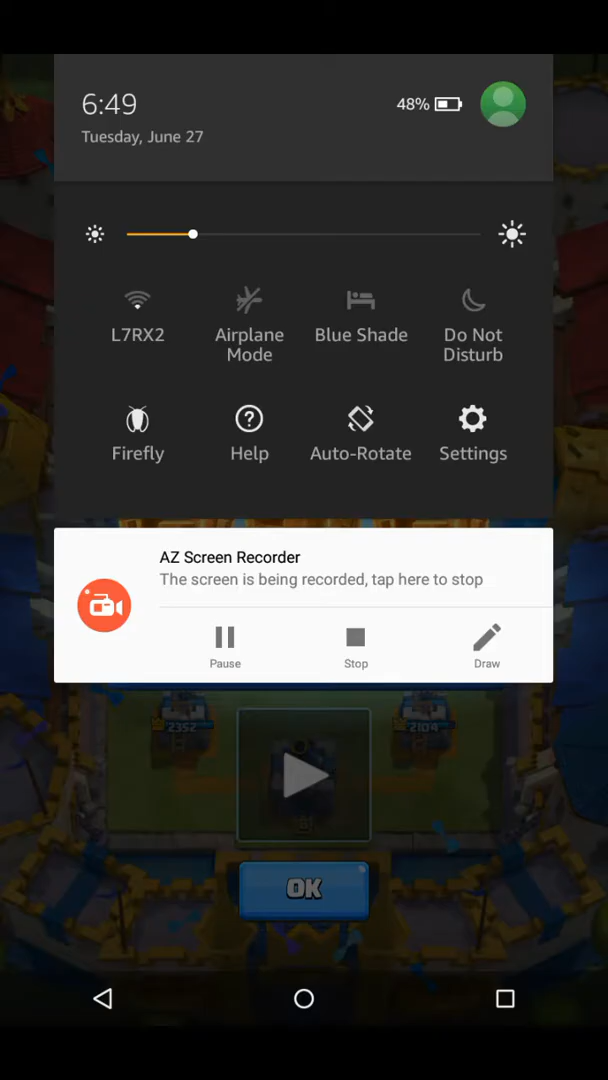 6:49
48%
Tuesday, June 27
L7RX2
Airplane
Mode
Blue Shade
Do Not
Disturb
Firefly
Help
Auto-Rotate
Settings
AZ Screen Recorder
The screen is being recorded, tap here to stop
Pause
Stop
Draw
2352
2104
OK